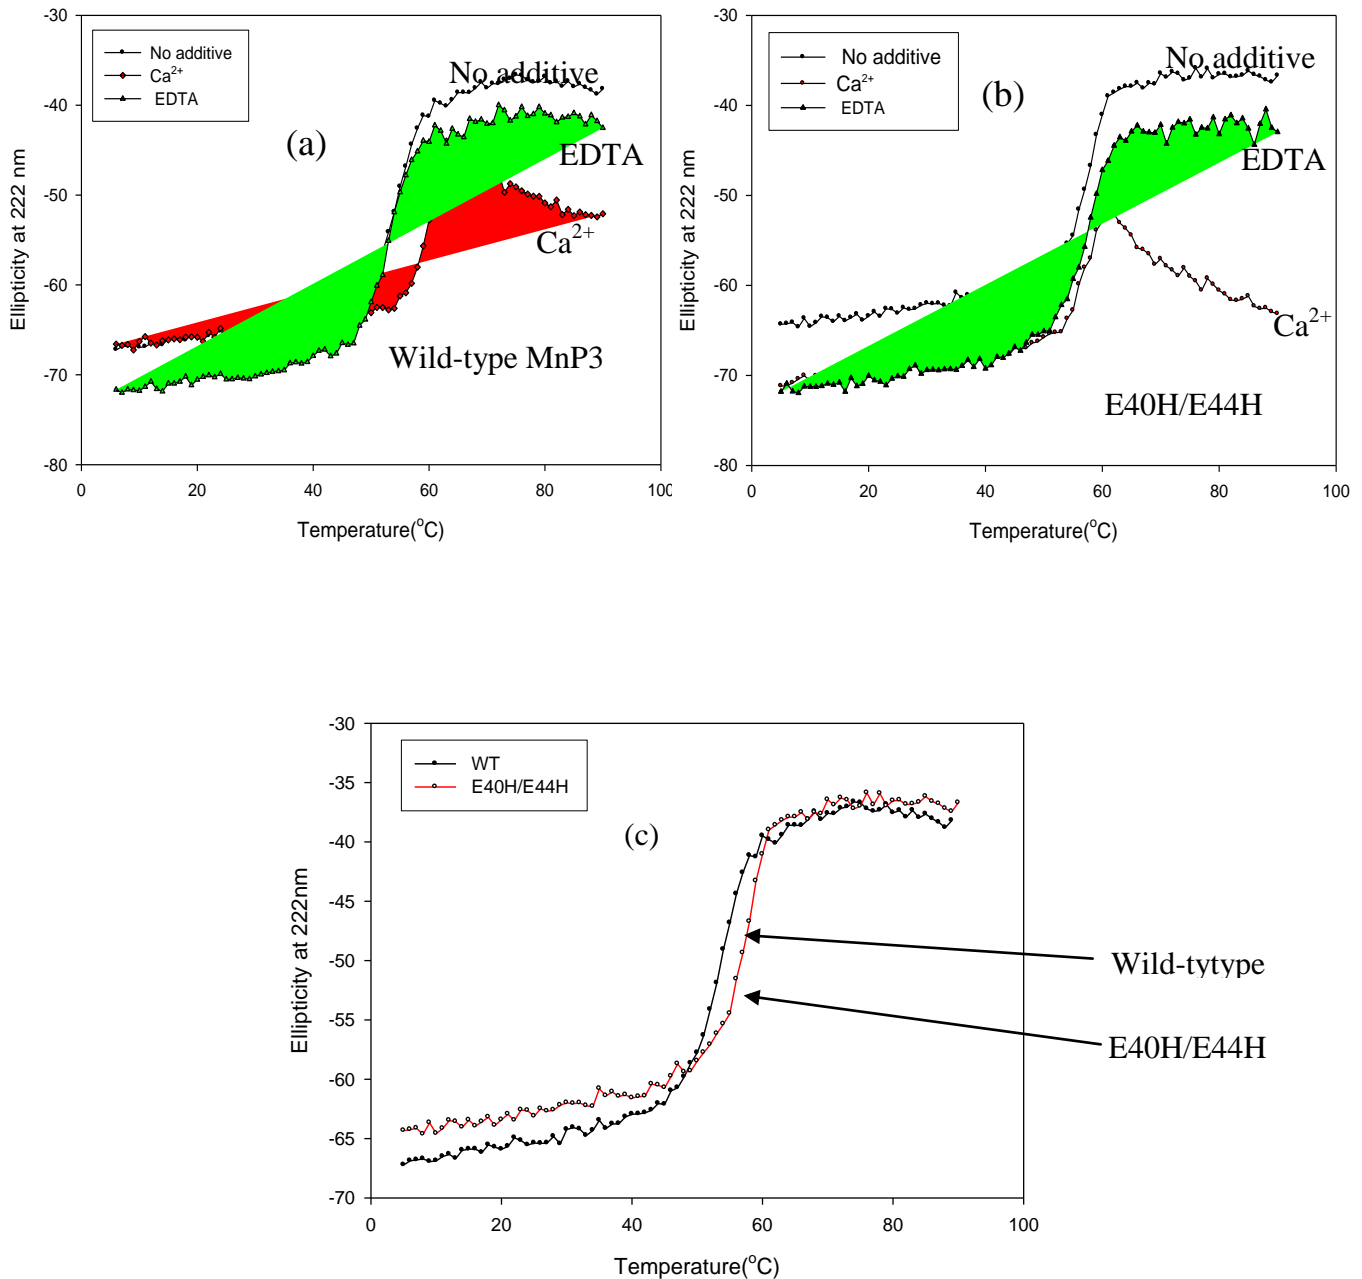 -30
-40
-50
-60
-70
-80
Ellipticity at 222 nm
No additive
Ca²⁺
EDTA
(a)
No additive
EDTA
Ca²⁺
Wild-type MnP3
0 20 40 60 80 100
Temperature(°C)
-30
-40
-50
-60
-70
-80
Ellipticity at 222 nm
No additive
Ca²⁺
EDTA
(b)
No additive
EDTA
Ca²⁺
E40H/E44H
0 20 40 60 80 100
Temperature(°C)
-30
-35
-40
-45
-50
-55
-60
-65
-70
Ellipticity at 222nm
WT
E40H/E44H
(c)
Wild-tytype
E40H/E44H
0 20 40 60 80 100
Temperature(°C)